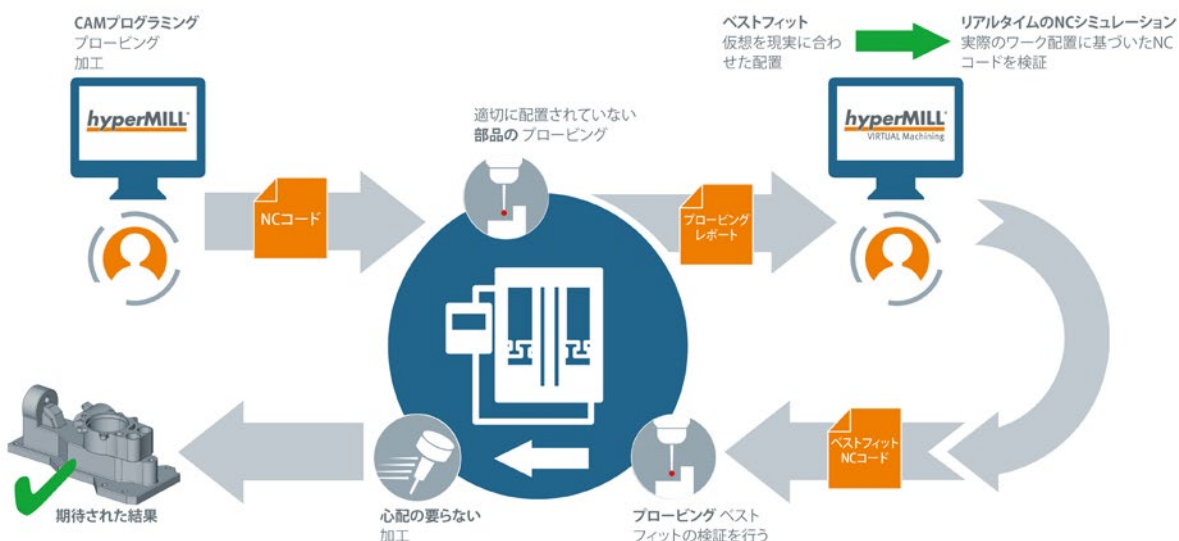 CAMプログラミング
プロービング
加工
hyperMILL®
NCコード
適切に配置されていない
部品の プロービング
プロービング
レポート
ベストフィット
仮想を現実に合わ
せた配置
リアルタイムのNCシミュレーション
実際のワーク配置に基づいたNC
コードを検証
hyperMILL®
VIRTUAL Machining
ベストフィット
NCコード
プロービング ベスト
フィットの検証を行う
心配の要らない
加工
期待された結果